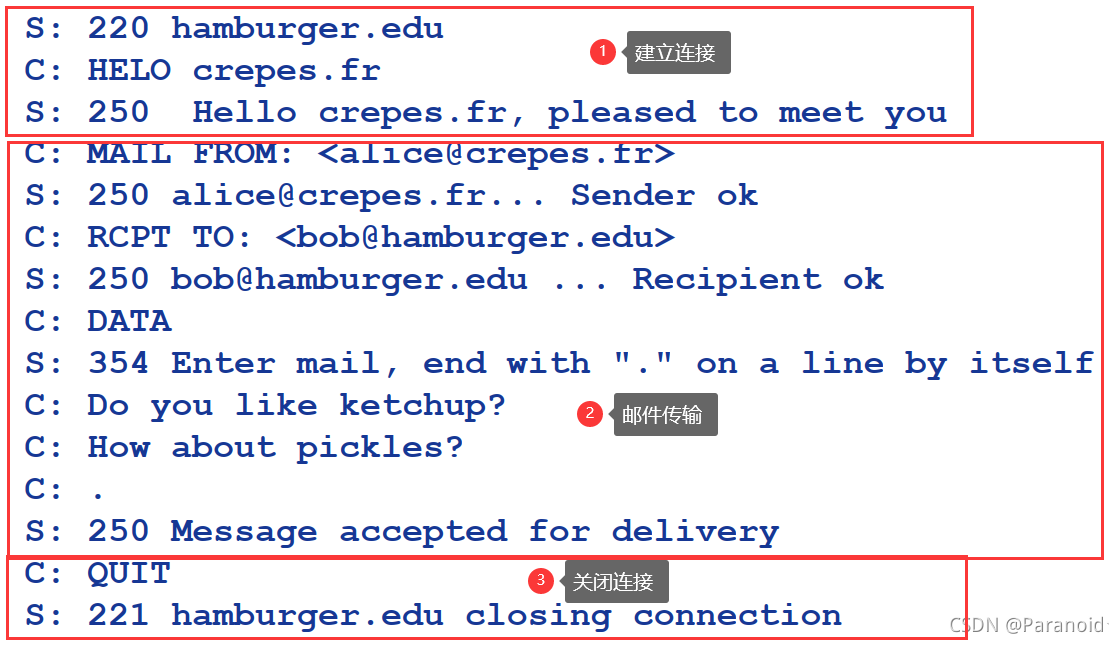 S: 220 hamburger.edu
C: HELO crepes.fr
1 建立连接
S: 250  Hello crepes.fr, pleased to meet you
C: MAIL FROM: <alice@crepes.fr>
S: 250 alice@crepes.fr... Sender ok
C: RCPT TO: <bob@hamburger.edu>
S: 250 bob@hamburger.edu ... Recipient ok
C: DATA
S: 354 Enter mail, end with "." on a line by itself
C: Do you like ketchup?
2 邮件传输
C: How about pickles?
C: .
S: 250 Message accepted for delivery
C: QUIT
3 关闭连接
S: 221 hamburger.edu closing connection
CSDN @Paranoid